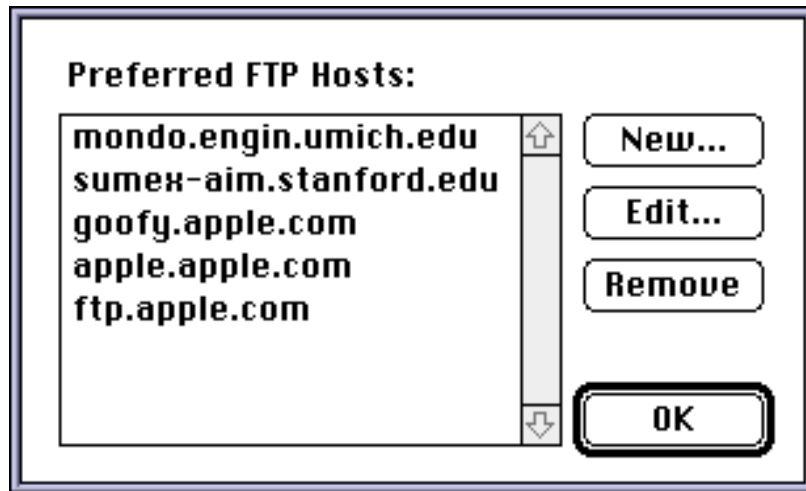 Preferred FTP Hosts:
mondo.engin.umich.edu
sumex-aim.stanford.edu
goofy.apple.com
apple.apple.com
ftp.apple.com
New...
Edit...
Remove
OK